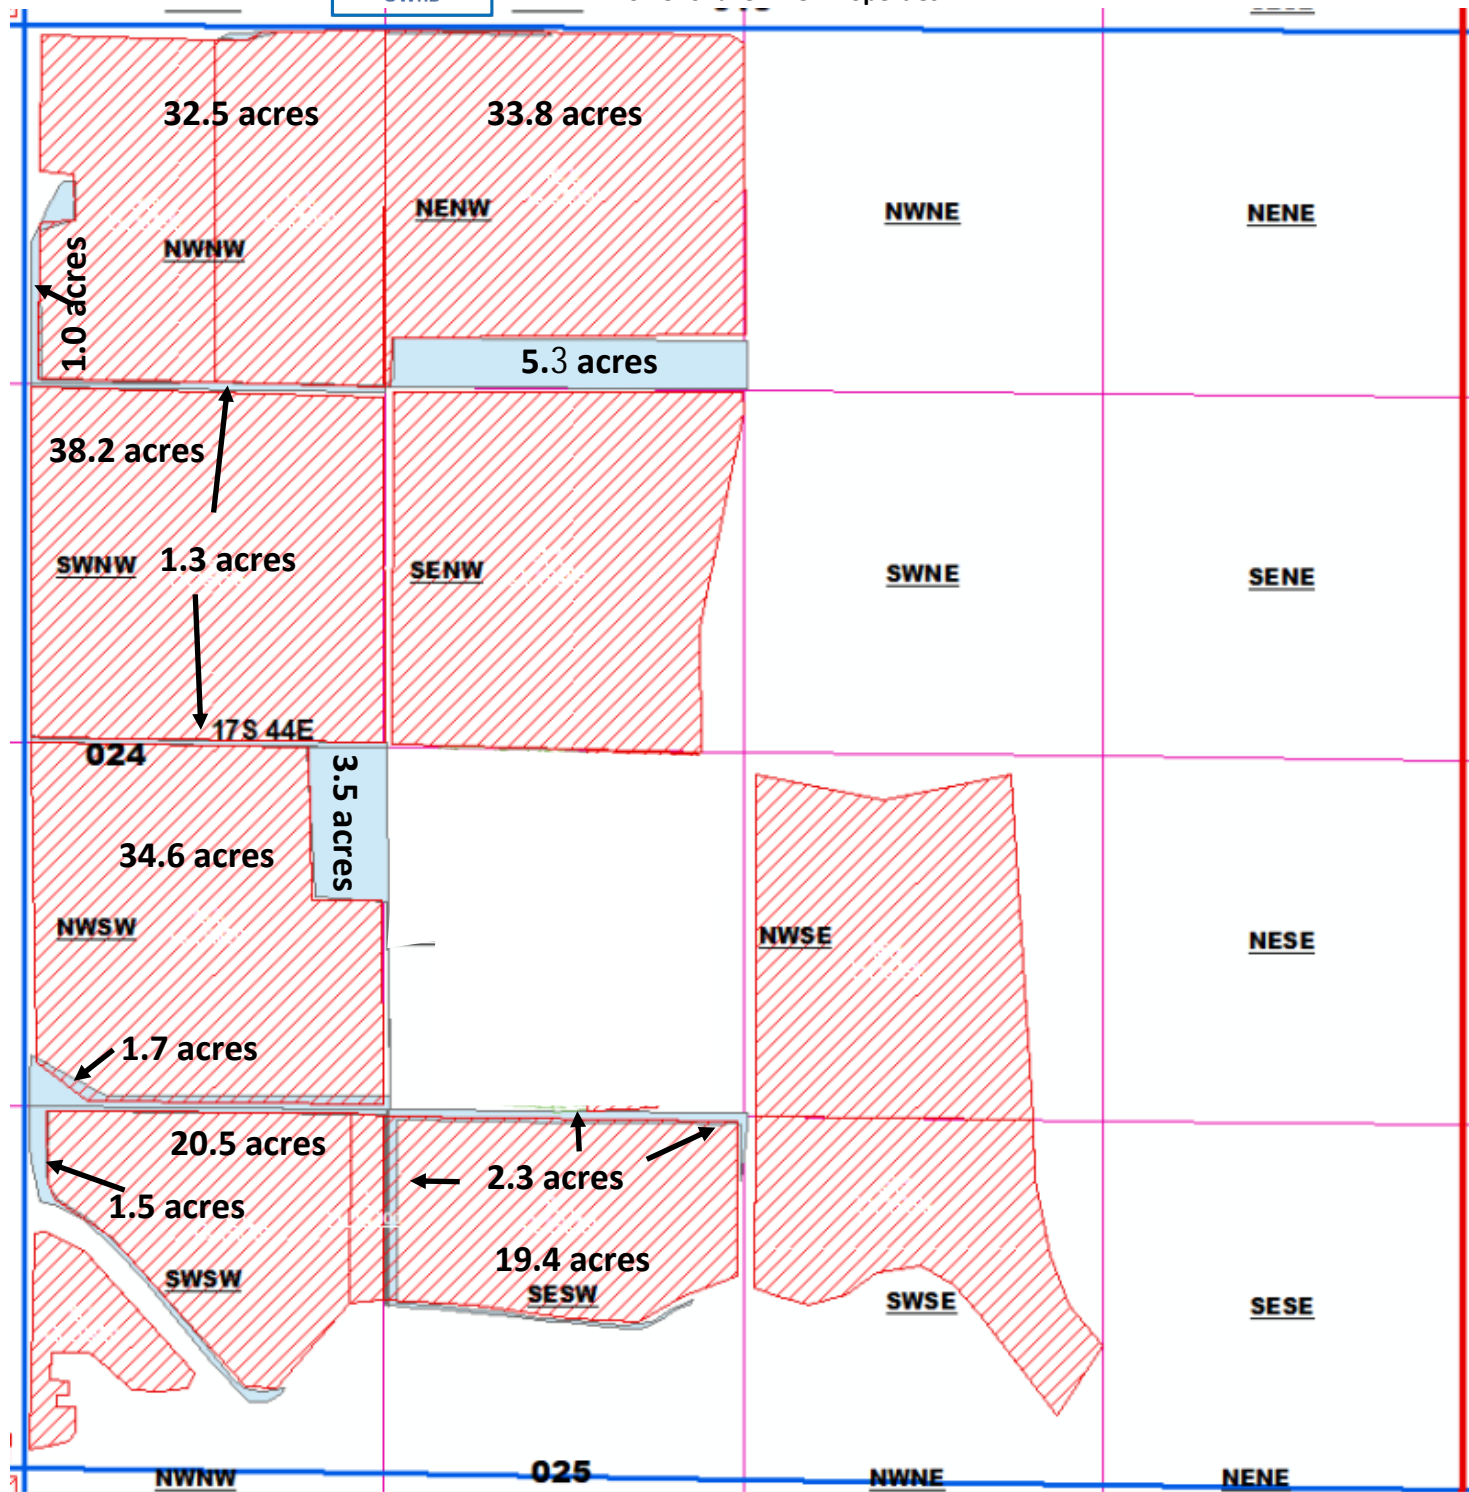 32.5 acres
33.8 acres
NENW
NWNE
NENE
NWNW
1.0 acres
5.3 acres
38.2 acres
SWNW
1.3 acres
SENW
SWNE
SENE
17S 44E
024
3.5 acres
34.6 acres
NWSW
NWSE
NESE
1.7 acres
20.5 acres
2.3 acres
1.5 acres
19.4 acres
SWSW
SESW
SWSE
SESE
NWNW
025
NWNE
NENE